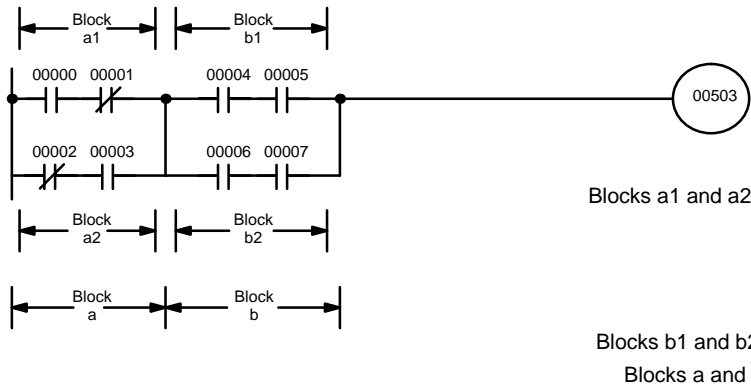 Block Block
a1 b1
00000 00001 00004 00005
00503
00002 00003 00006 00007
Blocks a1 and a2
Block Block
a2 b2
Block Block
a b
Blocks b1 and b2
Blocks a and